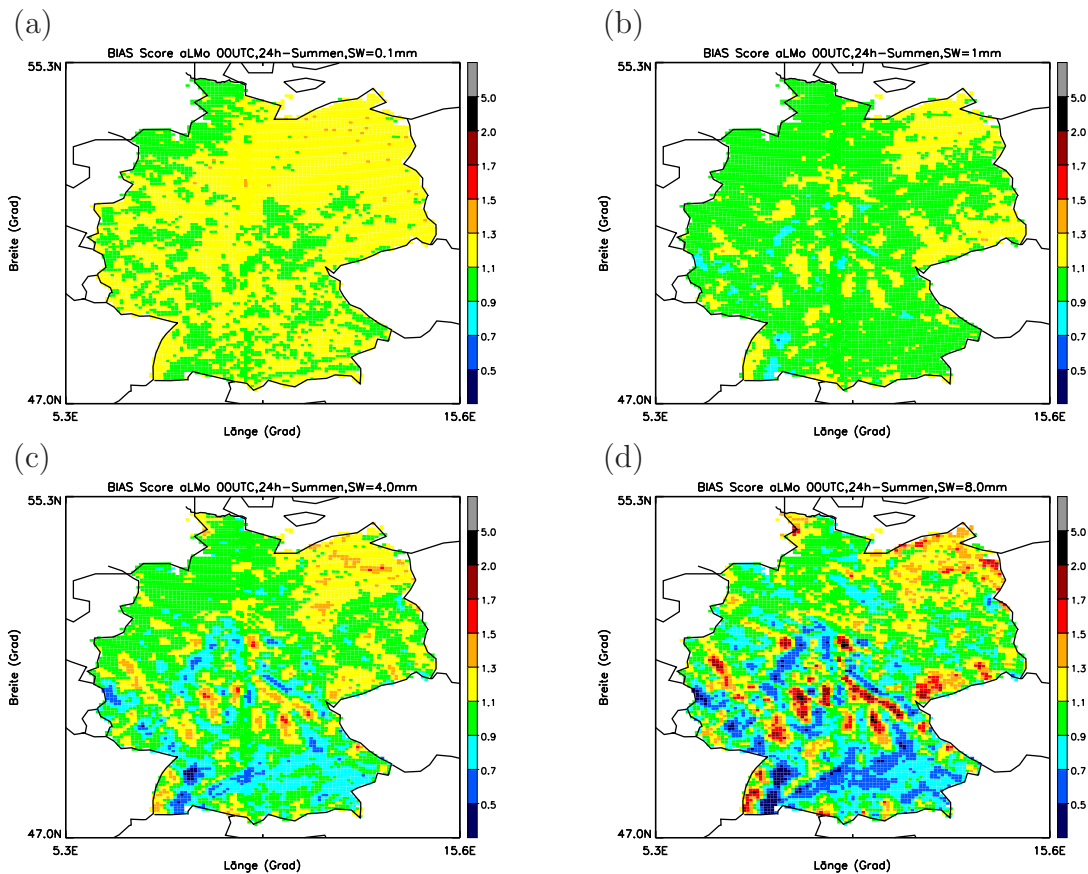 (a)
BIAS Score aLMo 00UTC,24h-Summen,SW=0.1mm
55.3N
47.0N
5.3E
15.6E
Breite (Grad)
Länge (Grad)
5.0
2.0
1.7
1.5
1.3
1.1
0.9
0.7
0.5
(b)
BIAS Score aLMo 00UTC,24h-Summen,SW=1mm
55.3N
47.0N
5.3E
15.6E
Breite (Grad)
Länge (Grad)
5.0
2.0
1.7
1.5
1.3
1.1
0.9
0.7
0.5
(c)
BIAS Score aLMo 00UTC,24h-Summen,SW=4.0mm
55.3N
47.0N
5.3E
15.6E
Breite (Grad)
Länge (Grad)
5.0
2.0
1.7
1.5
1.3
1.1
0.9
0.7
0.5
(d)
BIAS Score aLMo 00UTC,24h-Summen,SW=8.0mm
55.3N
47.0N
5.3E
15.6E
Breite (Grad)
Länge (Grad)
5.0
2.0
1.7
1.5
1.3
1.1
0.9
0.7
0.5